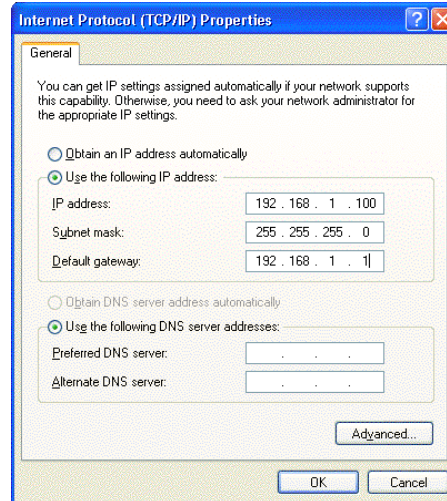 Internet Protocol (TCP/IP) Properties
General
You can get IP settings assigned automatically if your network supports
this capability. Otherwise, you need to ask your network administrator for
the appropriate IP settings.
Obtain an IP address automatically
Use the following IP address:
IP address: 192 . 168 . 1 . 100
Subnet mask: 255 . 255 . 255 . 0
Default gateway: 192 . 168 . 1 . 1
Obtain DNS server address automatically
Use the following DNS server addresses:
Preferred DNS server: . . .
Alternate DNS server: . . .
Advanced...
OK Cancel